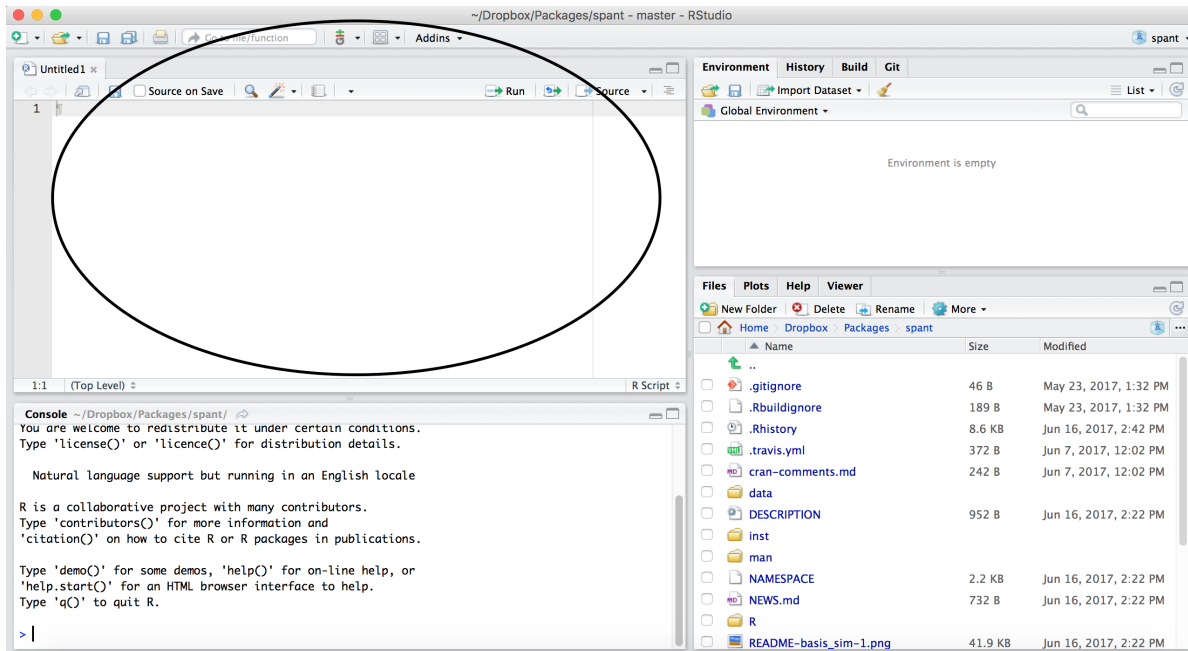 ~/Dropbox/Packages/spant - master - RStudio
Go to file/function
Addins
spant
Untitled1
Source on Save
Run
Source
1
1:1 (Top Level)
R Script
Console ~/Dropbox/Packages/spant/
You are welcome to redistribute it under certain conditions.
Type 'license()' or 'licence()' for distribution details.
Natural language support but running in an English locale
R is a collaborative project with many contributors.
Type 'contributors()' for more information and
'citation()' on how to cite R or R packages in publications.
Type 'demo()' for some demos, 'help()' for on-line help, or
'help.start()' for an HTML browser interface to help.
Type 'q()' to quit R.
>
Environment History Build Git
Import Dataset
List
Global Environment
Environment is empty
Files Plots Help Viewer
New Folder Delete Rename More
Home Dropbox Packages spant
Name Size Modified
..
.gitignore 46 B May 23, 2017, 1:32 PM
.Rbuildignore 189 B May 23, 2017, 1:32 PM
.Rhistory 8.6 KB Jun 16, 2017, 2:42 PM
.travis.yml 372 B Jun 7, 2017, 12:02 PM
cran-comments.md 242 B Jun 7, 2017, 12:02 PM
data
DESCRIPTION 952 B Jun 16, 2017, 2:22 PM
inst
man
NAMESPACE 2.2 KB Jun 16, 2017, 2:22 PM
NEWS.md 732 B Jun 16, 2017, 2:22 PM
R
README-basis_sim-1.png 41.9 KB Jun 16, 2017, 2:22 PM